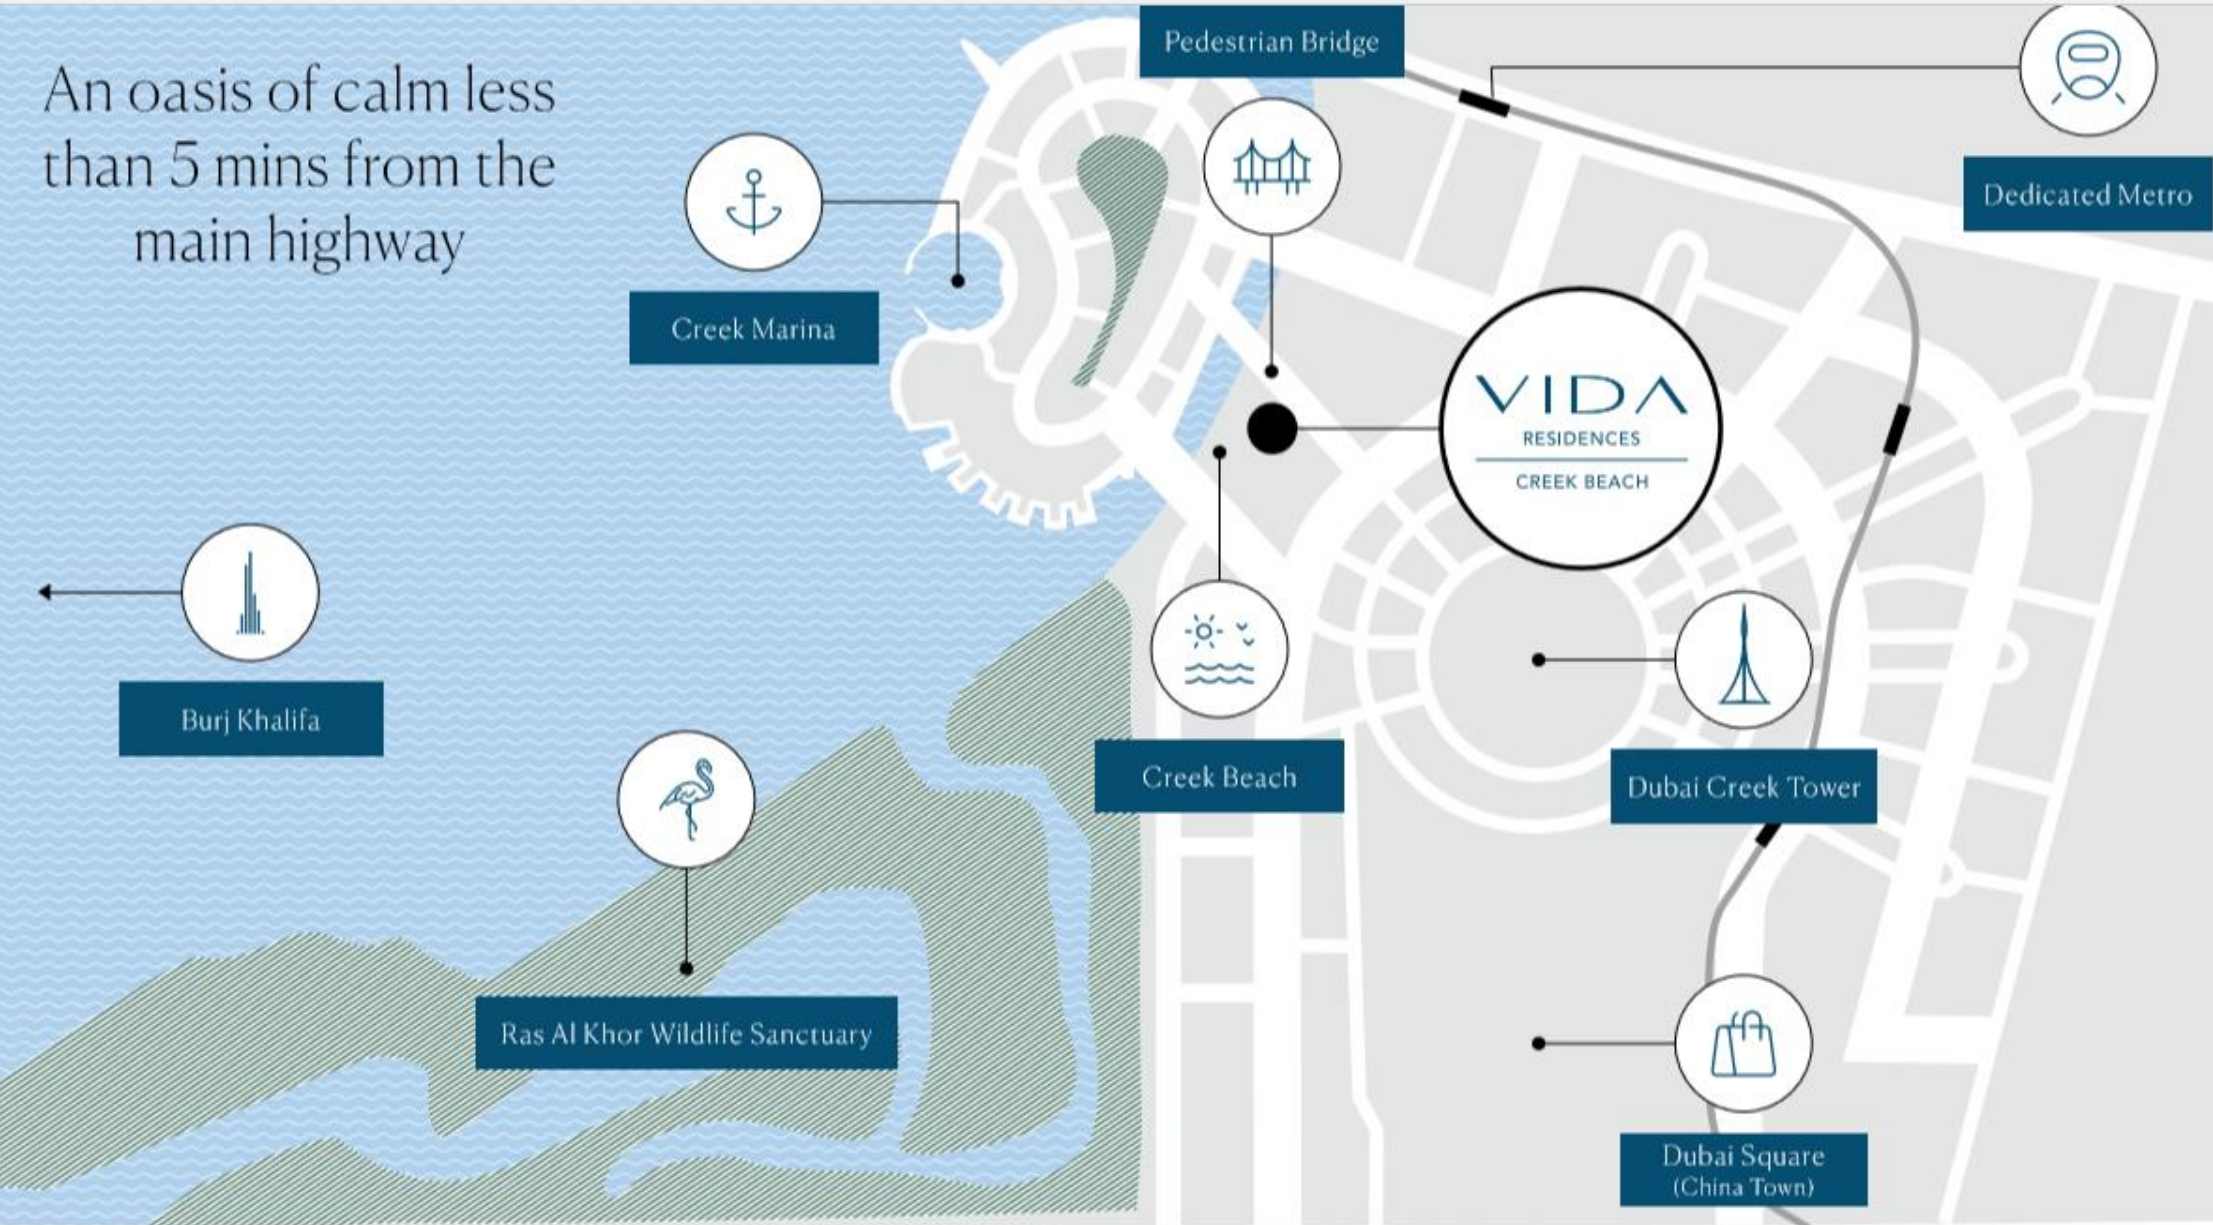 An oasis of calm less
than 5 mins from the
main highway
Pedestrian Bridge
Dedicated Metro
Creek Marina
VIDA
RESIDENCES
CREEK BEACH
Burj Khalifa
Creek Beach
Dubai Creek Tower
Ras Al Khor Wildlife Sanctuary
Dubai Square
(China Town)